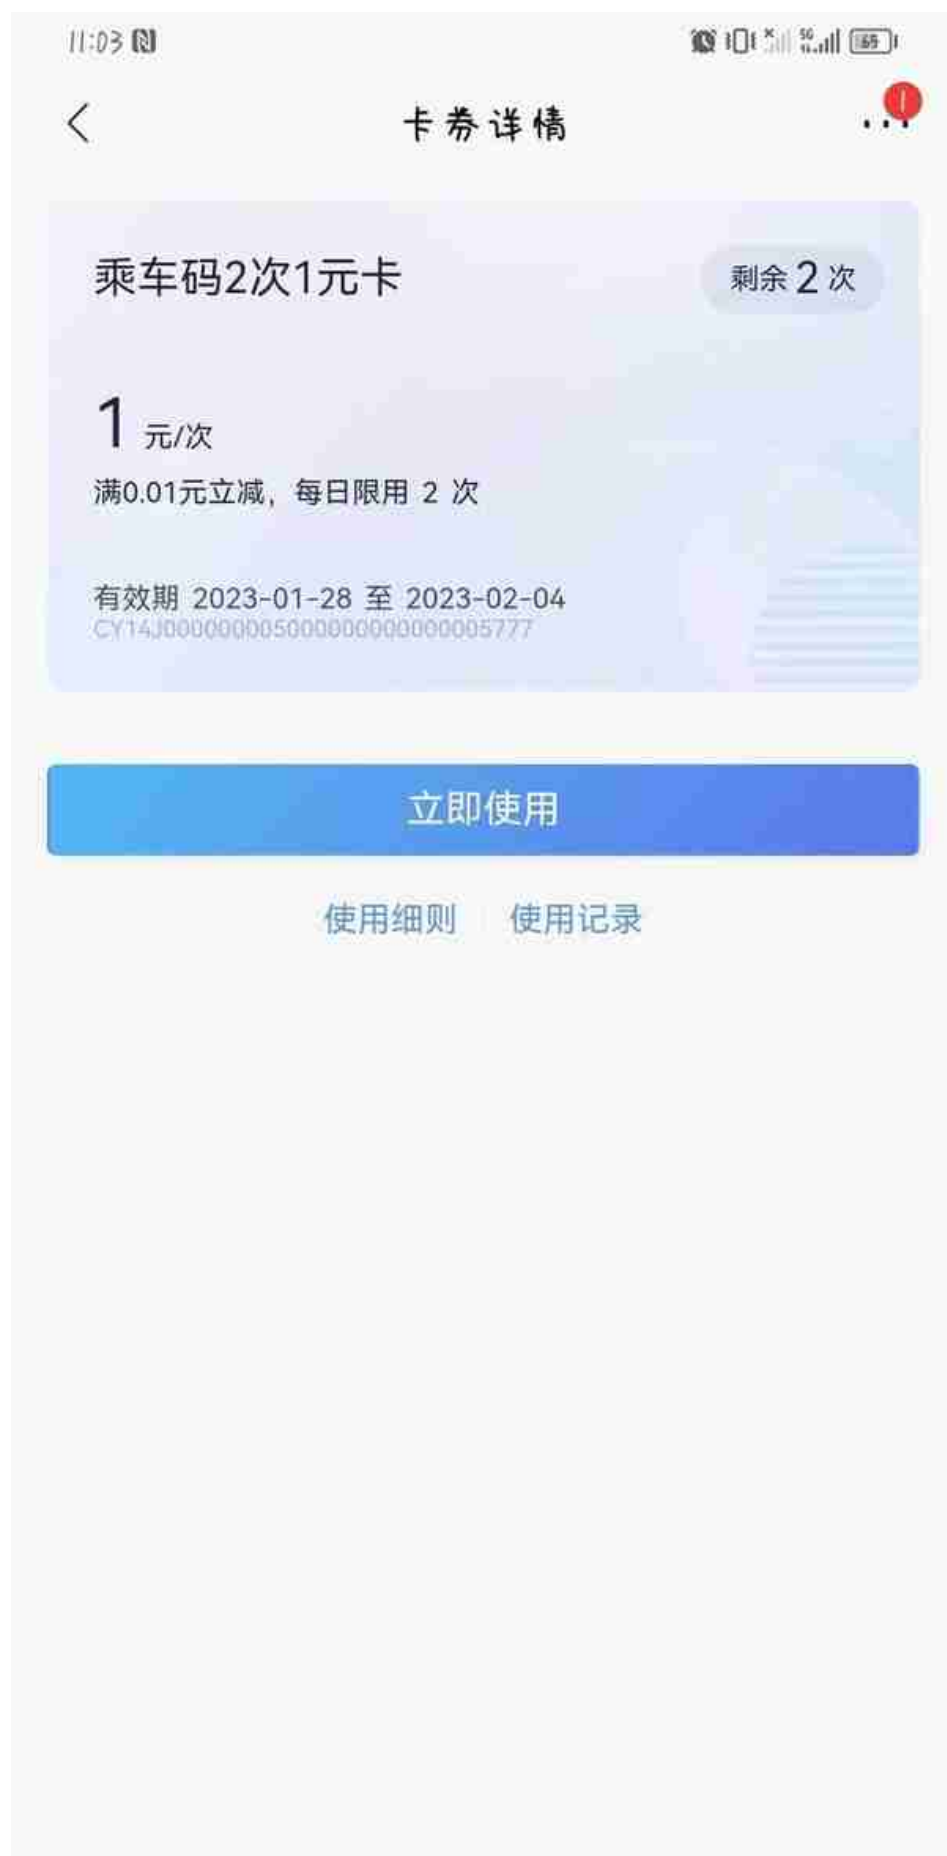 11:03
卡券详情
乘车码2次1元卡
剩余 2 次
1 元/次
满0.01元立减，每日限用 2 次
有效期 2023-01-28 至 2023-02-04
立即使用
使用细则 使用记录